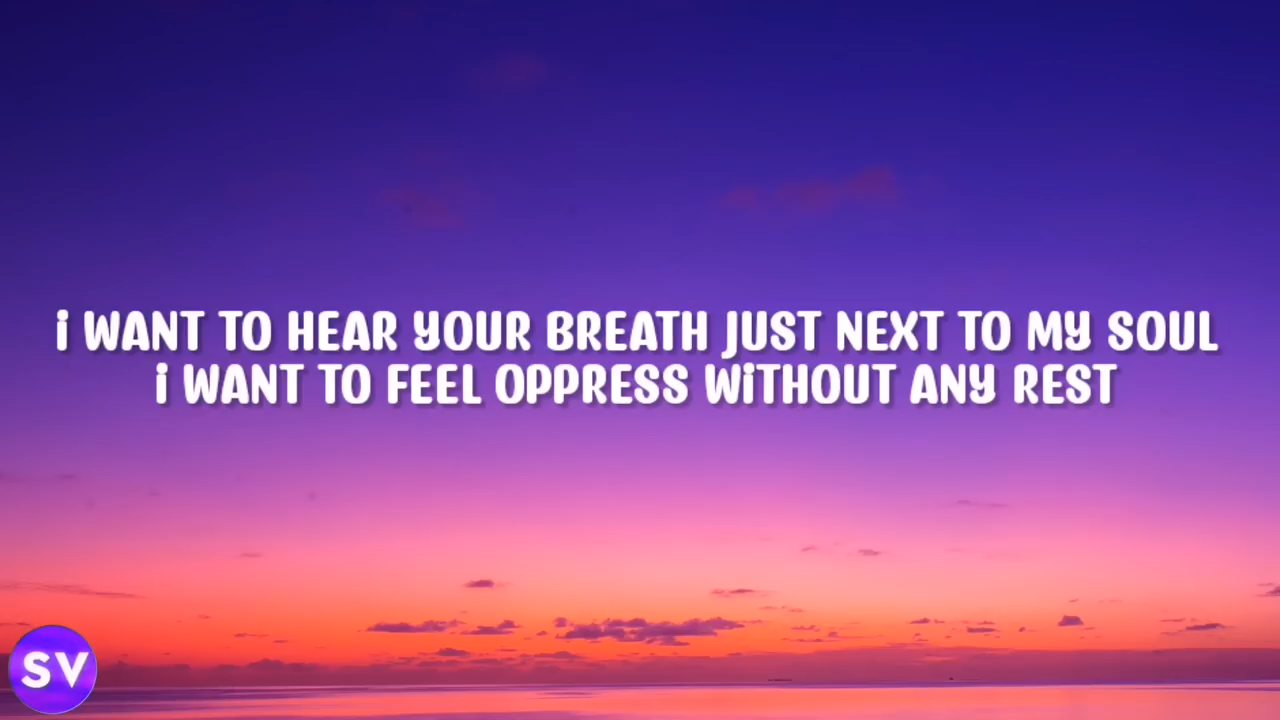 i WANT TO HEAR YOUR BREATH JUST NEXT TO MY SOUL
i WANT TO FEEL OPPRESS WiTHOUT ANY REST
SV